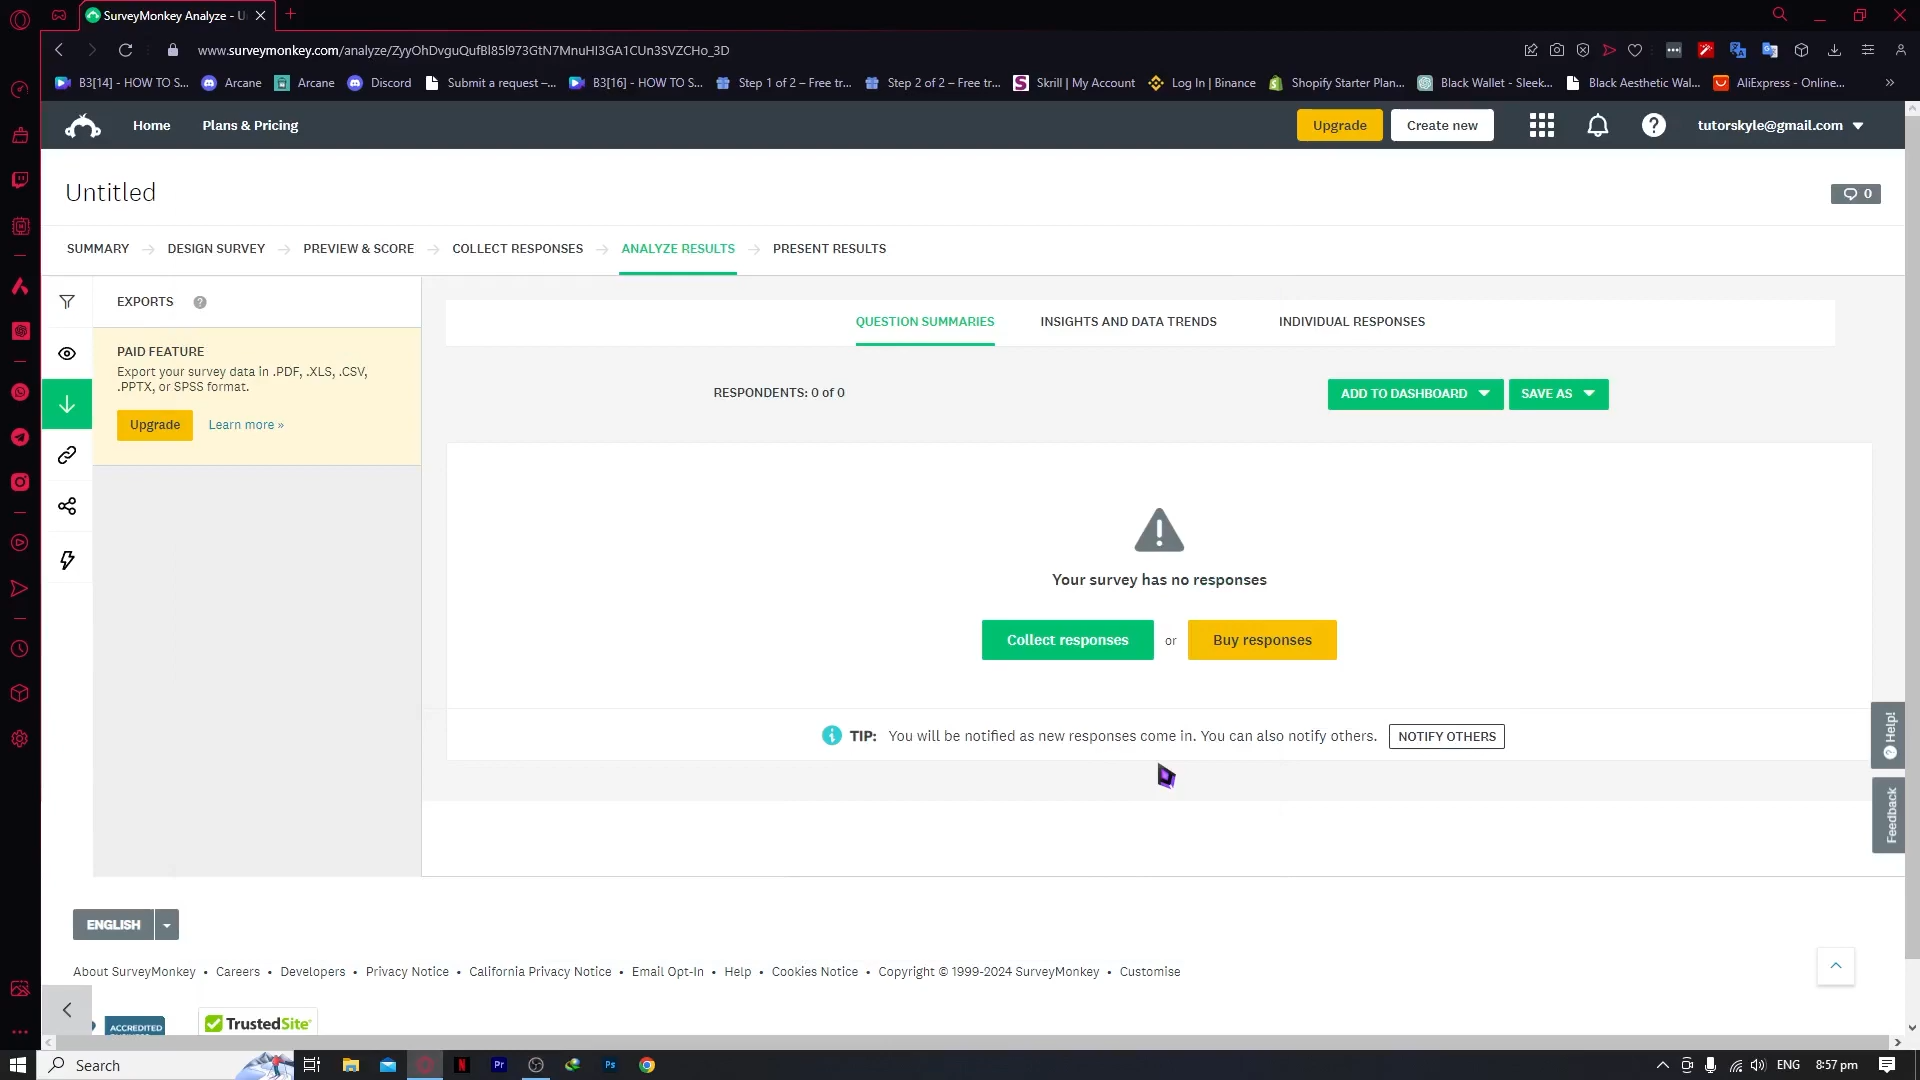 SurveyMonkey Analyze - U
www.surveymonkey.com/analyze/ZyyOhDvguQufBl85l973GtN7MnuHI3GA1CUn3SVZCHo_3D
B3[14] - HOW TO S...
Arcane
Arcane
Discord
Submit a request –...
B3[16] - HOW TO S...
Step 1 of 2 – Free tr...
Step 2 of 2 – Free tr...
Skrill | My Account
Log In | Binance
Shopify Starter Plan...
Black Wallet - Sleek...
Black Aesthetic Wal...
AliExpress - Online...
Home
Plans & Pricing
Upgrade
Create new
tutorskyle@gmail.com
Untitled
0
SUMMARY
DESIGN SURVEY
PREVIEW & SCORE
COLLECT RESPONSES
ANALYZE RESULTS
PRESENT RESULTS
EXPORTS
QUESTION SUMMARIES
INSIGHTS AND DATA TRENDS
INDIVIDUAL RESPONSES
PAID FEATURE
Export your survey data in .PDF, .XLS, .CSV,
.PPTX, or SPSS format.
Upgrade
Learn more »
RESPONDENTS: 0 of 0
ADD TO DASHBOARD
SAVE AS
Your survey has no responses
Collect responses
or
Buy responses
TIP: You will be notified as new responses come in. You can also notify others.
NOTIFY OTHERS
Help!
Feedback
ENGLISH
About SurveyMonkey • Careers • Developers • Privacy Notice • California Privacy Notice • Email Opt-In • Help • Cookies Notice • Copyright © 1999-2024 SurveyMonkey • Customise
ACCREDITED
TrustedSite
Search
Pr
Ps
ENG
8:57 pm